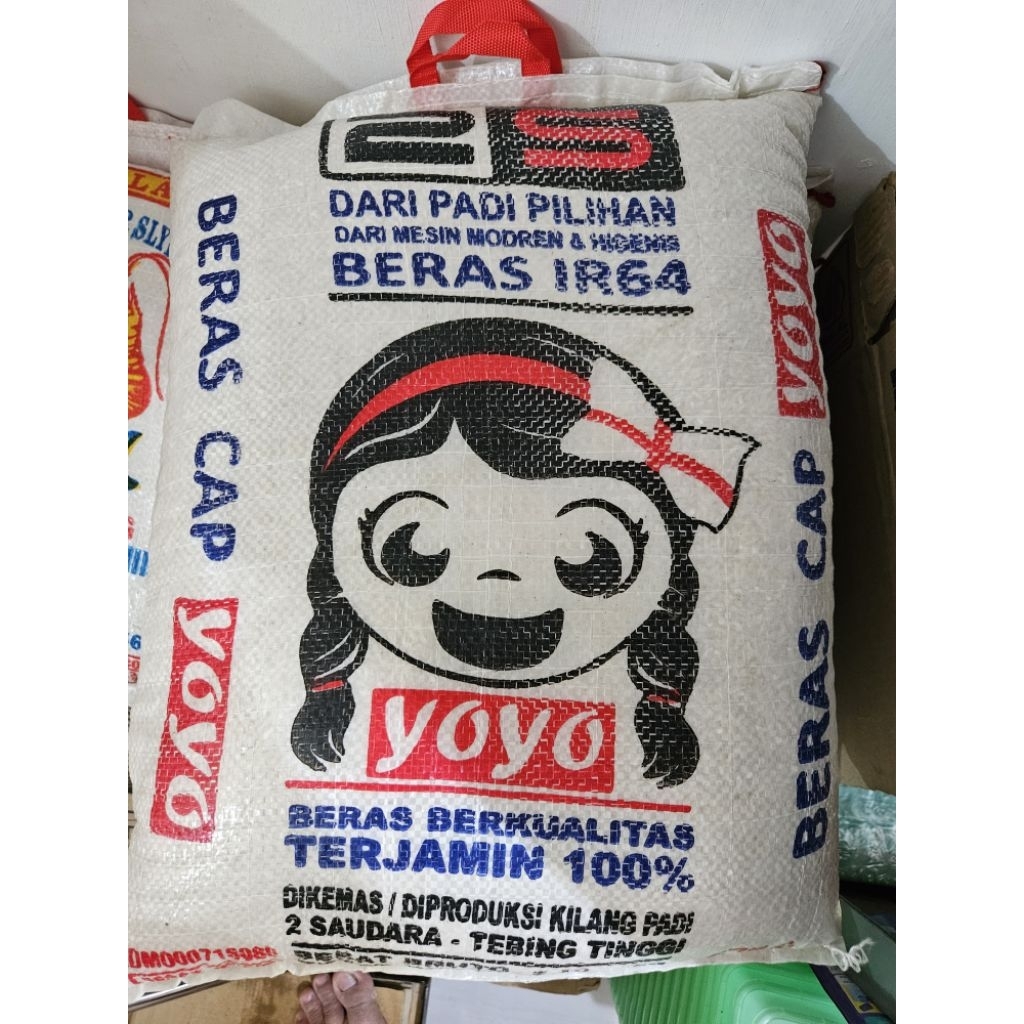 2S
DARI PADI PILIHAN
DARI MESIN MODREN & HIGENIS
BERAS IR64
BERAS CAP
yoyo
BERAS CAP
yoyo
yoyo
BERAS BERKUALITAS
TERJAMIN 100%
DIKEMAS / DIPRODUKSI KILANG PADI
2 SAUDARA - TEBING TINGGI